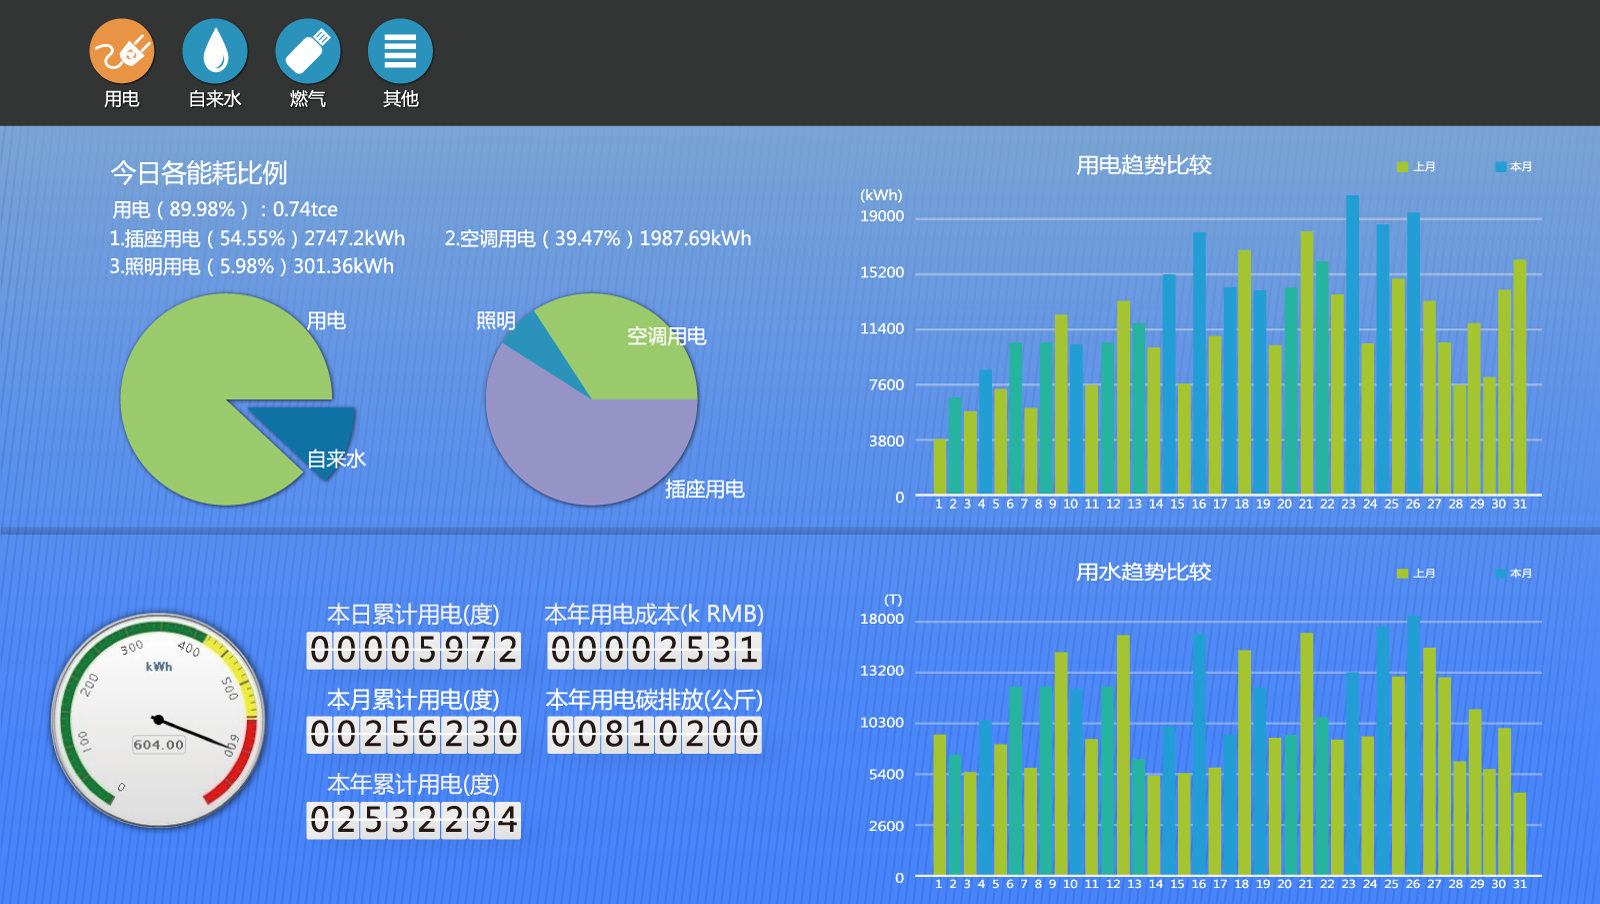 用电
自来水
燃气
其他
今日各能耗比例
用电(89.98%):0.74tce
1.插座用电(54.55%)2747.2kWh
2.空调用电(39.47%)1987.69kWh
3.照明用电(5.98%)301.36kWh
用电
自来水
照明
空调用电
插座用电
用电趋势比较
上月
本月
(kWh)
19000
15200
11400
7600
3800
0
1 2 3 4 5 6 7 8 9 10 11 12 13 14 15 16 17 18 19 20 21 22 23 24 25 26 27 28 29 30 31
0
100
200
300
400
500
600
kWh
604.00
本日累计用电(度)
00005972
本年用电成本(k RMB)
00002531
本月累计用电(度)
00256230
本年用电碳排放(公斤)
00810200
本年累计用电(度)
02532294
用水趋势比较
上月
本月
(T)
18000
13200
10300
5400
2600
0
1 2 3 4 5 6 7 8 9 10 11 12 13 14 15 16 17 18 19 20 21 22 23 24 25 26 27 28 29 30 31